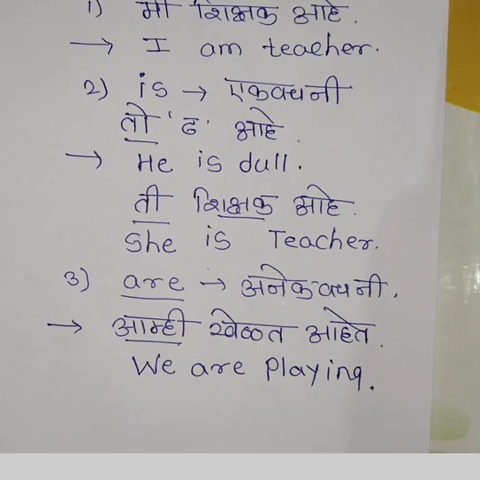 1) मी शिक्षक आहे.
→ I am teacher.
2) is → एकवचनी
तो 'ढ' आहे.
→ He is dull.
ती शिक्षक आहे.
She is Teacher.
3) are → अनेकवचनी.
→ आम्ही खेळत आहेत.
We are playing.